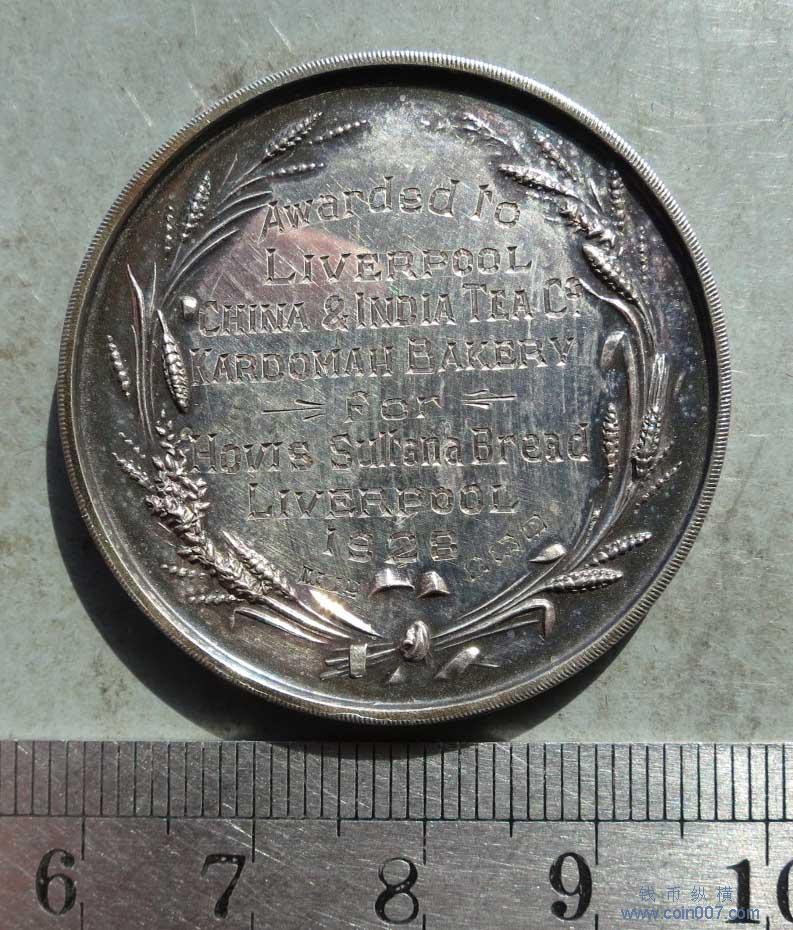 Awarded to
LIVERPOOL
CHINA & INDIA TEA Co
KARDOMAH BAKERY
for
Hovis Sultana Bread
LIVERPOOL
1928
6 7 8 9 10
钱币纵横
www.coin007.com